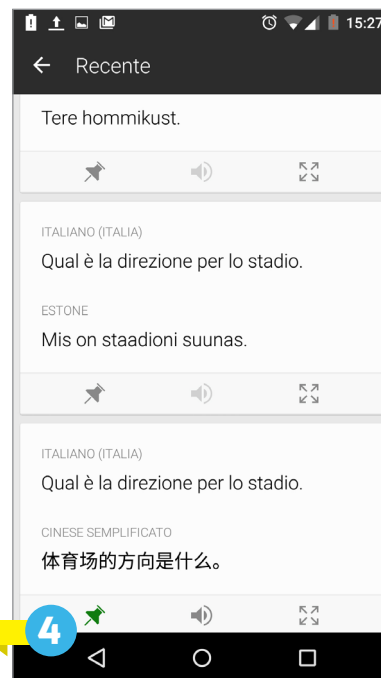 15:27
Recente
Tere hommikust.
ITALIANO (ITALIA)
Qual è la direzione per lo stadio.
ESTONE
Mis on staadioni suunas.
ITALIANO (ITALIA)
Qual è la direzione per lo stadio.
CINESE SEMPLIFICATO
体育场的方向是什么。
4